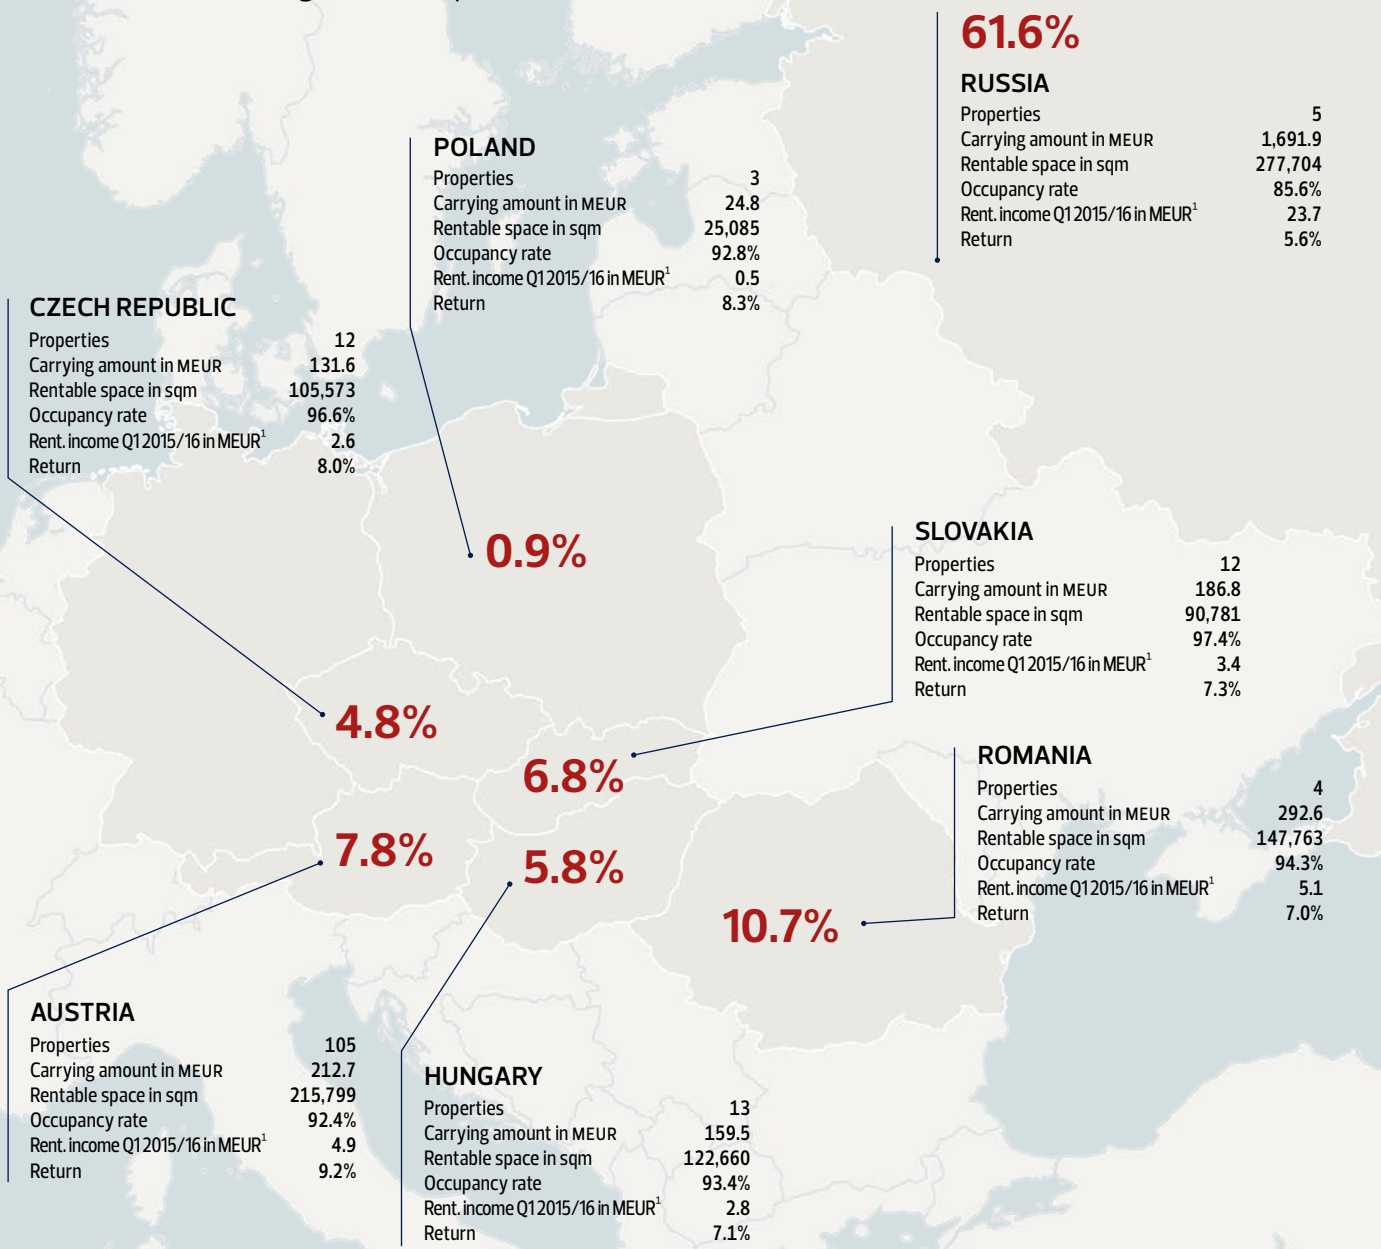 61.6%
RUSSIA
Properties 5
Carrying amount in MEUR 1,691.9
Rentable space in sqm 277,704
Occupancy rate 85.6%
Rent. income Q1 2015/16 in MEUR¹ 23.7
Return 5.6%
POLAND
Properties 3
Carrying amount in MEUR 24.8
Rentable space in sqm 25,085
Occupancy rate 92.8%
Rent. income Q1 2015/16 in MEUR¹ 0.5
Return 8.3%
0.9%
CZECH REPUBLIC
Properties 12
Carrying amount in MEUR 131.6
Rentable space in sqm 105,573
Occupancy rate 96.6%
Rent. income Q1 2015/16 in MEUR¹ 2.6
Return 8.0%
4.8%
SLOVAKIA
Properties 12
Carrying amount in MEUR 186.8
Rentable space in sqm 90,781
Occupancy rate 97.4%
Rent. income Q1 2015/16 in MEUR¹ 3.4
Return 7.3%
6.8%
ROMANIA
Properties 4
Carrying amount in MEUR 292.6
Rentable space in sqm 147,763
Occupancy rate 94.3%
Rent. income Q1 2015/16 in MEUR¹ 5.1
Return 7.0%
10.7%
7.8%
AUSTRIA
Properties 105
Carrying amount in MEUR 212.7
Rentable space in sqm 215,799
Occupancy rate 92.4%
Rent. income Q1 2015/16 in MEUR¹ 4.9
Return 9.2%
5.8%
HUNGARY
Properties 13
Carrying amount in MEUR 159.5
Rentable space in sqm 122,660
Occupancy rate 93.4%
Rent. income Q1 2015/16 in MEUR¹ 2.8
Return 7.1%